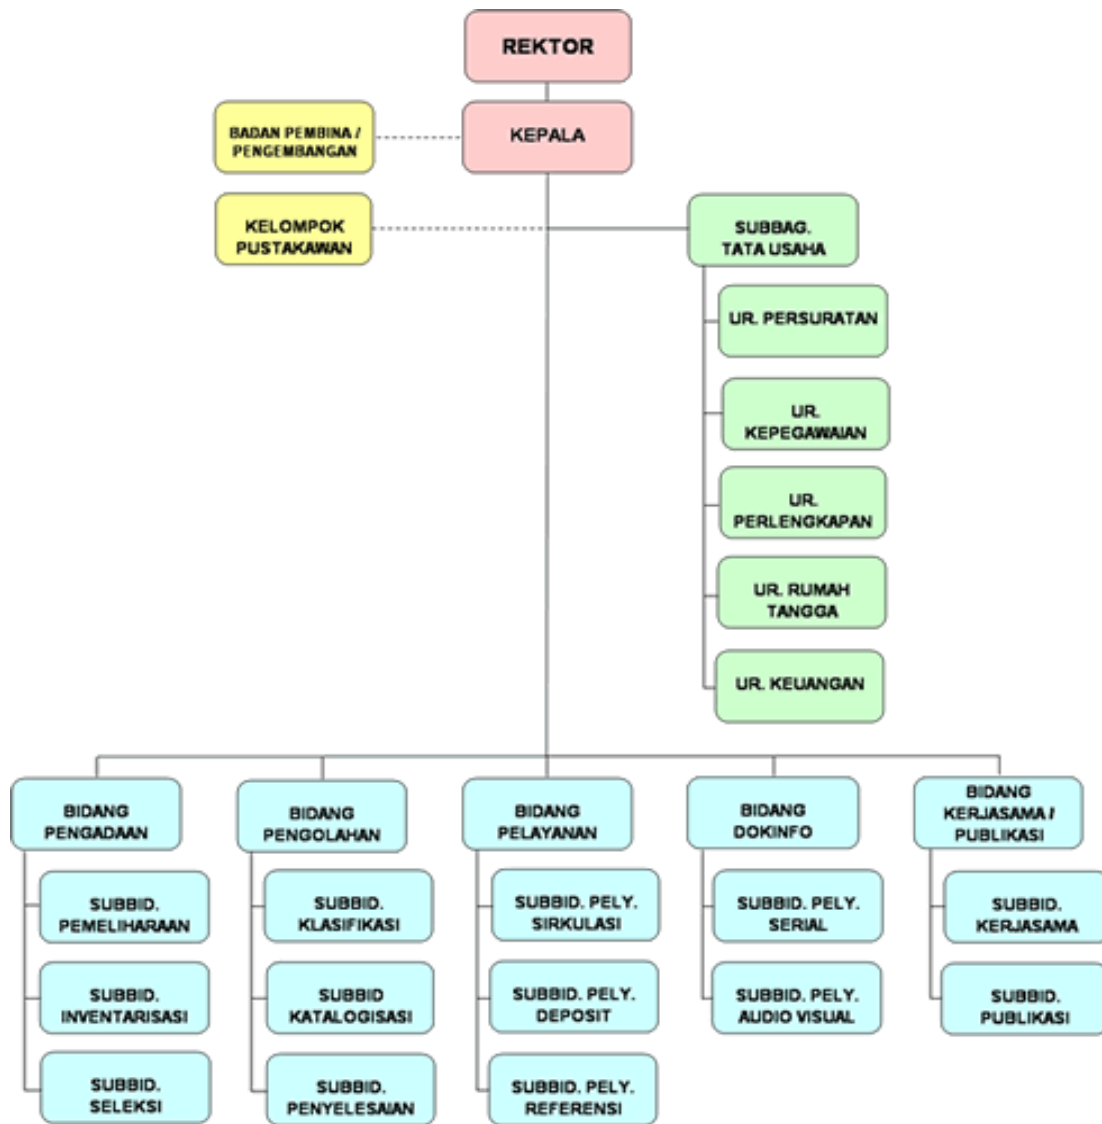 REKTOR
BADAN PEMBINA /
PENGEMBANGAN
KEPALA
KELOMPOK
PUSTAKAWAN
SUBBAG.
TATA USAHA
UR. PERSURATAN
UR.
KEPEGAWAIAN
UR.
PERLENGKAPAN
UR. RUMAH
TANGGA
UR. KEUANGAN
BIDANG
PENGADAAN
SUBBID.
PEMELIHARAAN
SUBBID.
INVENTARISASI
SUBBID.
SELEKSI
BIDANG
PENGOLAHAN
SUBBID.
KLASIFIKASI
SUBBID
KATALOGISASI
SUBBID.
PENYELESAIAN
BIDANG
PELAYANAN
SUBBID. PELY.
SIRKULASI
SUBBID. PELY.
DEPOSIT
SUBBID. PELY.
REFERENSI
BIDANG
DOKINFO
SUBBID. PELY.
SERIAL
SUBBID. PELY.
AUDIO VISUAL
BIDANG
KERJASAMA /
PUBLIKASI
SUBBID.
KERJASAMA
SUBBID.
PUBLIKASI